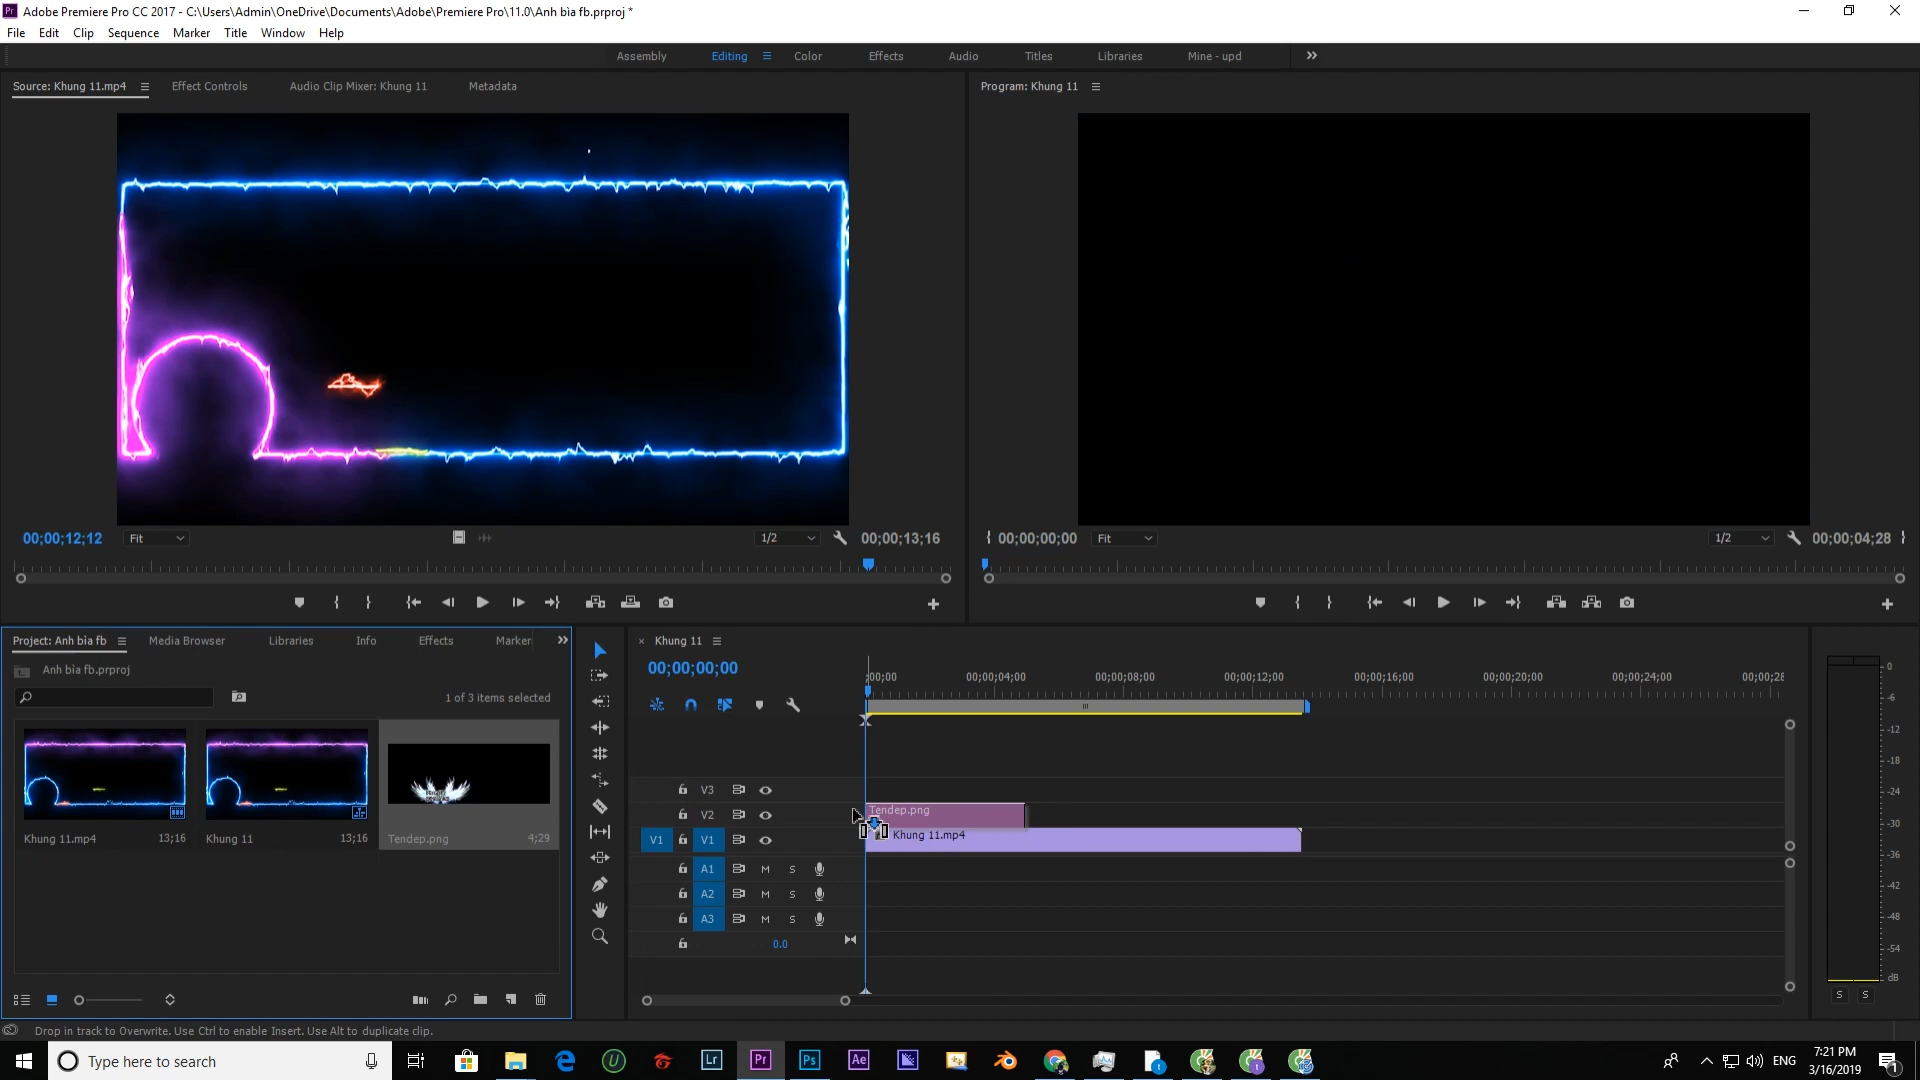 Adobe Premiere Pro CC 2017 - C:\Users\Admin\OneDrive\Documents\Adobe\Premiere Pro\11.0\Anh bìa fb.prproj *
File Edit Clip Sequence Marker Title Window Help
Assembly Editing Color Effects Audio Titles Libraries Mine - upd
Source: Khung 11.mp4 Effect Controls Audio Clip Mixer: Khung 11 Metadata
Program: Khung 11
00;00;12;12 Fit 1/2 00;00;13;16
00;00;00;00 Fit 1/2 00;00;04;28
Project: Anh bìa fb Media Browser Libraries Info Effects Marker
Anh bìa fb.prproj
1 of 3 items selected
Khung 11.mp4 13;16
Khung 11 13;16
Tendep.png 4;29
Khung 11
00;00;00;00
;00;00 00;00;04;00 00;00;08;00 00;00;12;00 00;00;16;00 00;00;20;00 00;00;24;00 00;00;28
V3
V2 Tendep.png
V1 V1 Khung 11.mp4
A1 M S
A2 M S
A3 M S
0.0
0
-6
-12
-18
-24
-30
-36
-42
-48
-54
dB
S S
Drop in track to Overwrite. Use Ctrl to enable Insert. Use Alt to duplicate clip.
Type here to search
Lr Pr Ps Ae
ENG
7:21 PM
3/16/2019
1